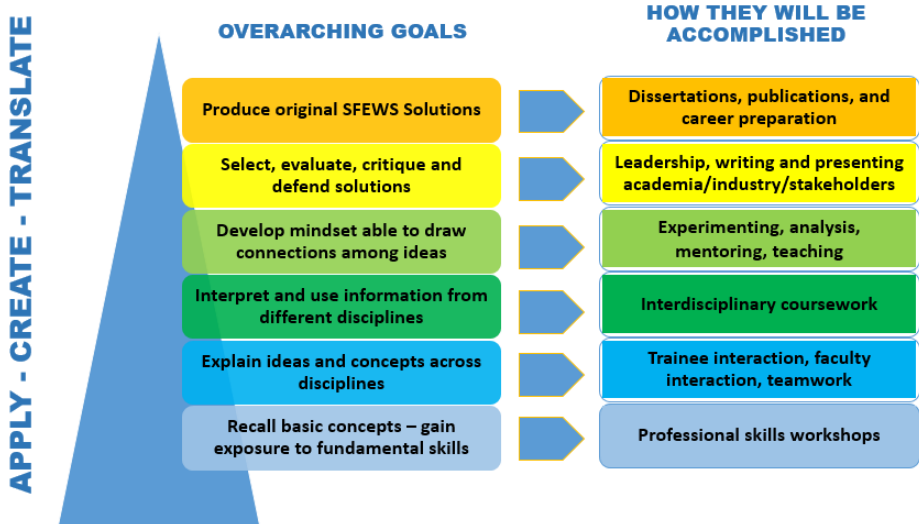 APPLY - CREATE - TRANSLATE
OVERARCHING GOALS
HOW THEY WILL BE
ACCOMPLISHED
Produce original SFEWS Solutions
Dissertations, publications, and
career preparation
Select, evaluate, critique and
defend solutions
Leadership, writing and presenting
academia/industry/stakeholders
Develop mindset able to draw
connections among ideas
Experimenting, analysis,
mentoring, teaching
Interpret and use information from
different disciplines
Interdisciplinary coursework
Explain ideas and concepts across
disciplines
Trainee interaction, faculty
interaction, teamwork
Recall basic concepts – gain
exposure to fundamental skills
Professional skills workshops